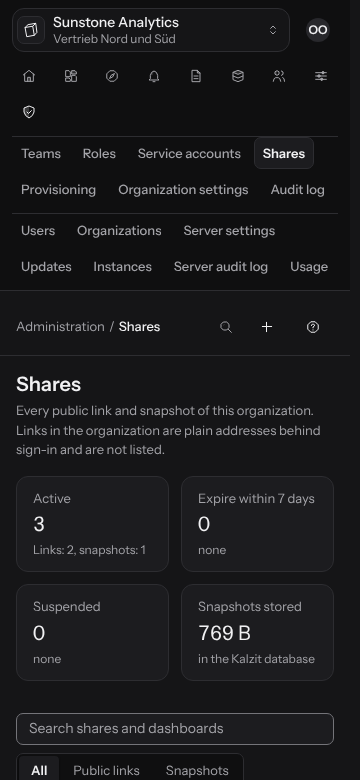 Sunstone Analytics
Vertrieb Nord und Süd
OO
Teams Roles Service accounts Shares
Provisioning Organization settings Audit log
Users Organizations Server settings
Updates Instances Server audit log Usage
Administration / Shares
Shares
Every public link and snapshot of this organization.
Links in the organization are plain addresses behind
sign-in and are not listed.
Active
3
Links: 2, snapshots: 1
Expire within 7 days
0
none
Suspended
0
none
Snapshots stored
769 B
in the Kalzit database
Search shares and dashboards
All Public links Snapshots